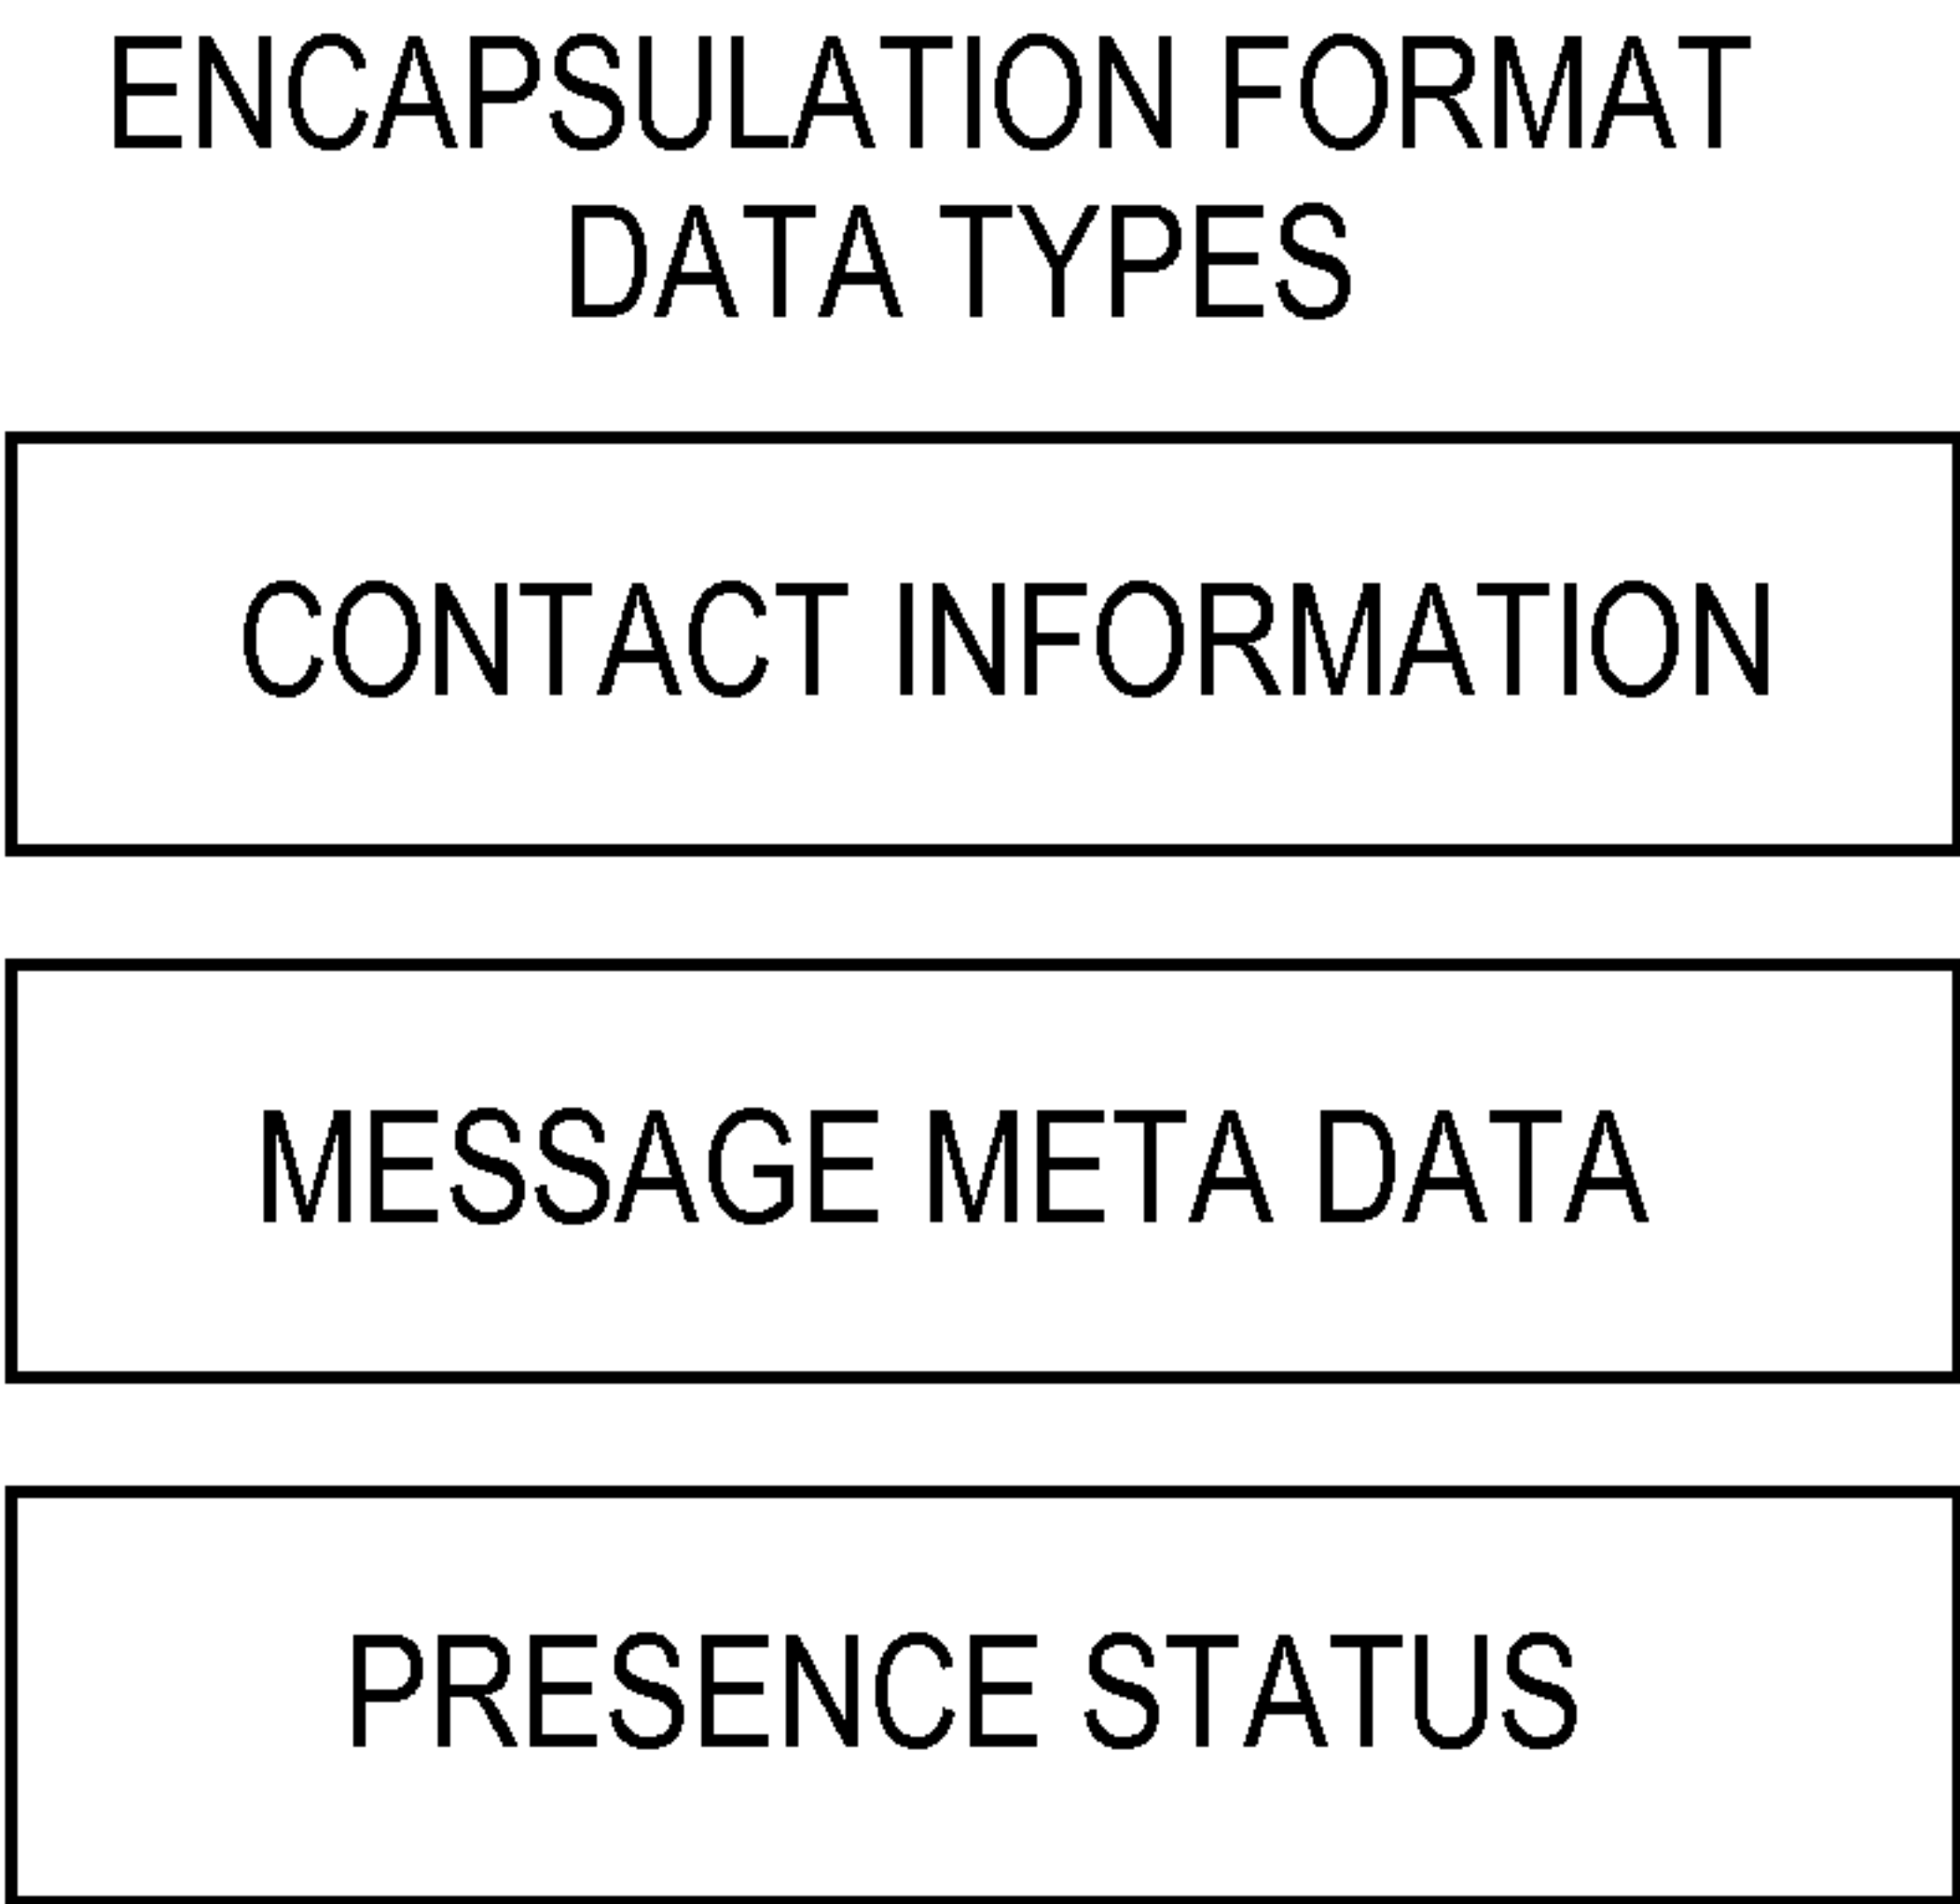 ENCAPSULATION FORMAT
DATA TYPES
CONTACT INFORMATION
MESSAGE META DATA
PRESENCE STATUS